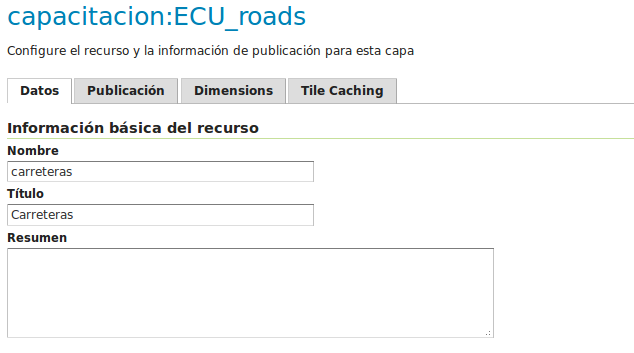 capacitacion:ECU_roads
Configure el recurso y la información de publicación para esta capa
Datos Publicación Dimensions Tile Caching
Información básica del recurso
Nombre
carreteras
Título
Carreteras
Resumen